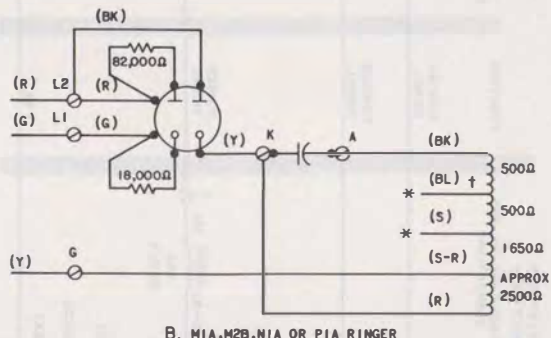 (BK)
82,000Ω
(R) L2 (R)
(G) L1 (G)
(Y) K A (BK)
500Ω
(BL) †
*
18,000Ω
500Ω
(S)
*
1650Ω
(S-R)
(Y) G
APPROX
2500Ω
(R)
B. M1A, M2B, N1A OR P1A RINGER